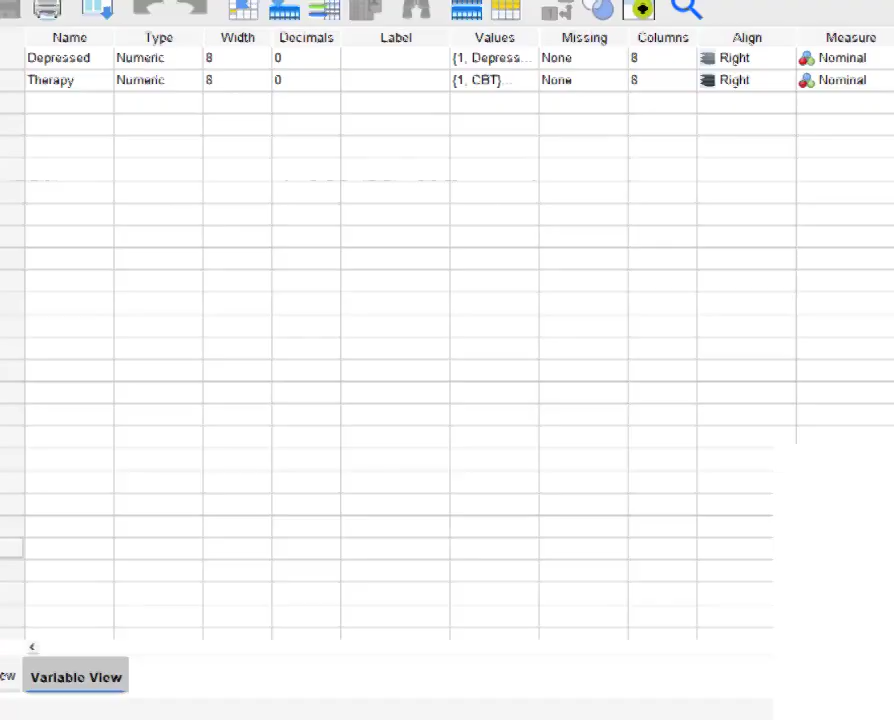 Name Type Width Decimals Label Values Missing Columns Align Measure
Depressed Numeric 8 0 {1, Depress... None 8 Right Nominal
Therapy Numeric 8 0 {1, CBT}... None 8 Right Nominal
ew Variable View